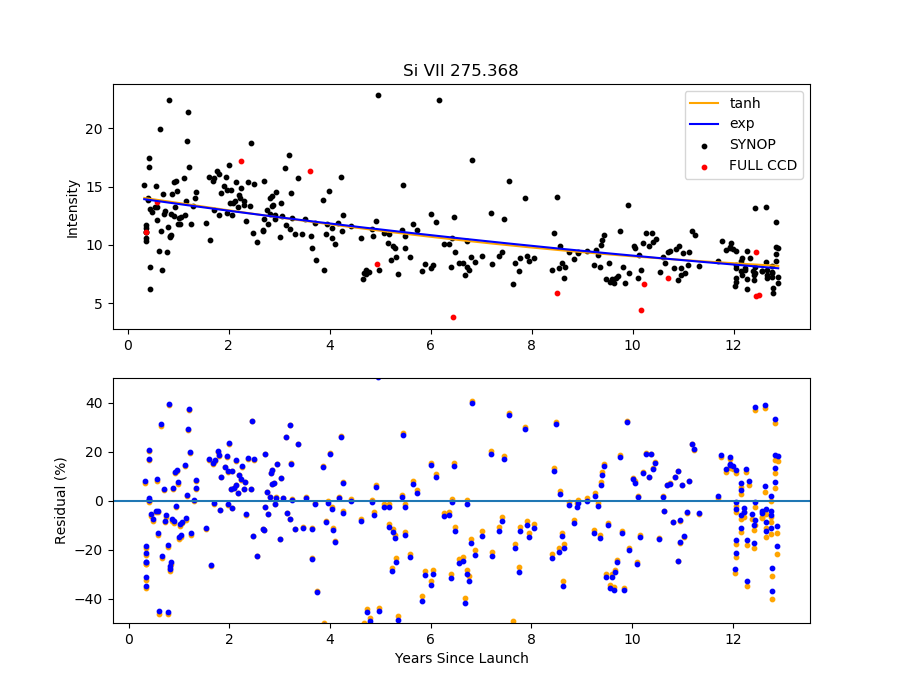 Si VII 275.368
tanh
exp
SYNOP
FULL CCD
Intensity
20
15
10
5
0 2 4 6 8 10 12
Residual (%)
40
20
0
−20
−40
0 2 4 6 8 10 12
Years Since Launch